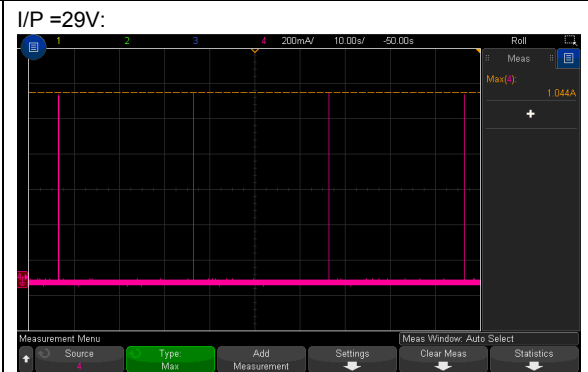 I/P =29V:
1 2 3 4 200mA/ 10.00s/ -50.00s Roll
Meas
Max(4):
1.044A
+
Measurement Menu
Meas Window: Auto Select
Source
4
Type:
Max
Add
Measurement
Settings
Clear Meas
Statistics